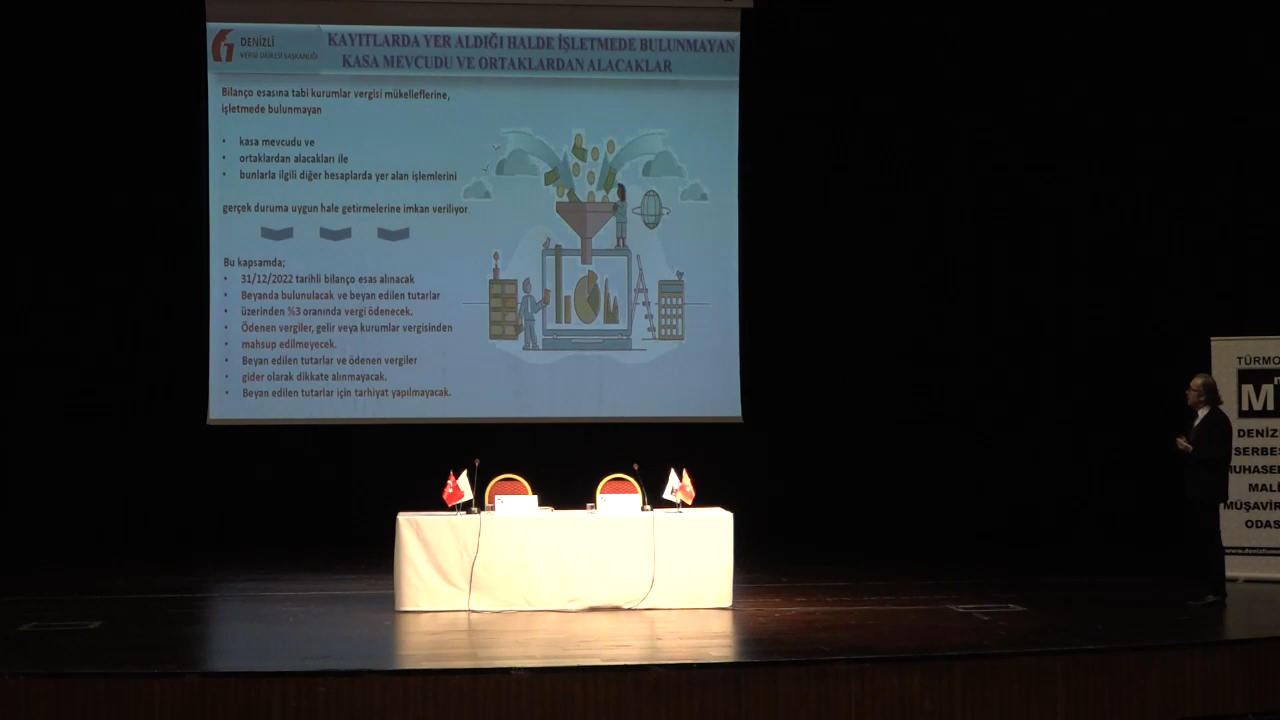 DENİZLİ
VERGİ DAİRESİ BAŞKANLIĞI
KAYITLARDA YER ALDIĞI HALDE İŞLETMEDE BULUNMAYAN
KASA MEVCUDU VE ORTAKLARDAN ALACAKLAR
Bilanço esasına tabi kurumlar vergisi mükelleflerine,
işletmede bulunmayan
• kasa mevcudu ve
• ortaklardan alacakları ile
• bunlarla ilgili diğer hesaplarda yer alan işlemlerini
gerçek duruma uygun hale getirmelerine imkan veriliyor.
Bu kapsamda;
• 31/12/2022 tarihli bilanço esas alınacak
• Beyanda bulunulacak ve beyan edilen tutarlar
• üzerinden %3 oranında vergi ödenecek.
• Ödenen vergiler, gelir veya kurumlar vergisinden
• mahsup edilmeyecek.
• Beyan edilen tutarlar ve ödenen vergiler
• gider olarak dikkate alınmayacak.
• Beyan edilen tutarlar için tarhiyat yapılmayacak.
TÜRMO
M
DENİZ
SERBES
MUHASE
MALİ
MÜŞAVİR
ODAS
www.denizlism